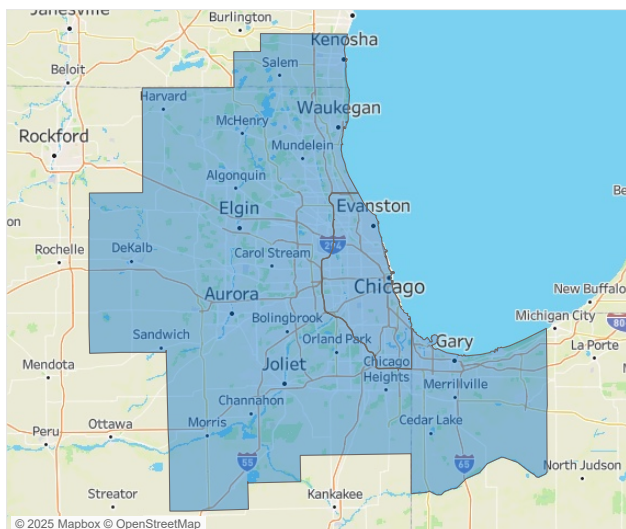 Janesville
Burlington
Kenosha
Beloit
Salem
Harvard
Waukegan
McHenry
Rockford
Mundelein
Algonquin
Elgin
Evanston
294
Rochelle
DeKalb
Carol Stream
Chicago
New Buffalo
Aurora
Michigan City
Bolingbrook
80
Sandwich
Orland Park
Gary
La Porte
Mendota
Joliet
Chicago
Heights
Merrillville
Channahon
Morris
Cedar Lake
Ottawa
Peru
55
65
North Judson
Streator
Kankakee
© 2025 Mapbox © OpenStreetMap